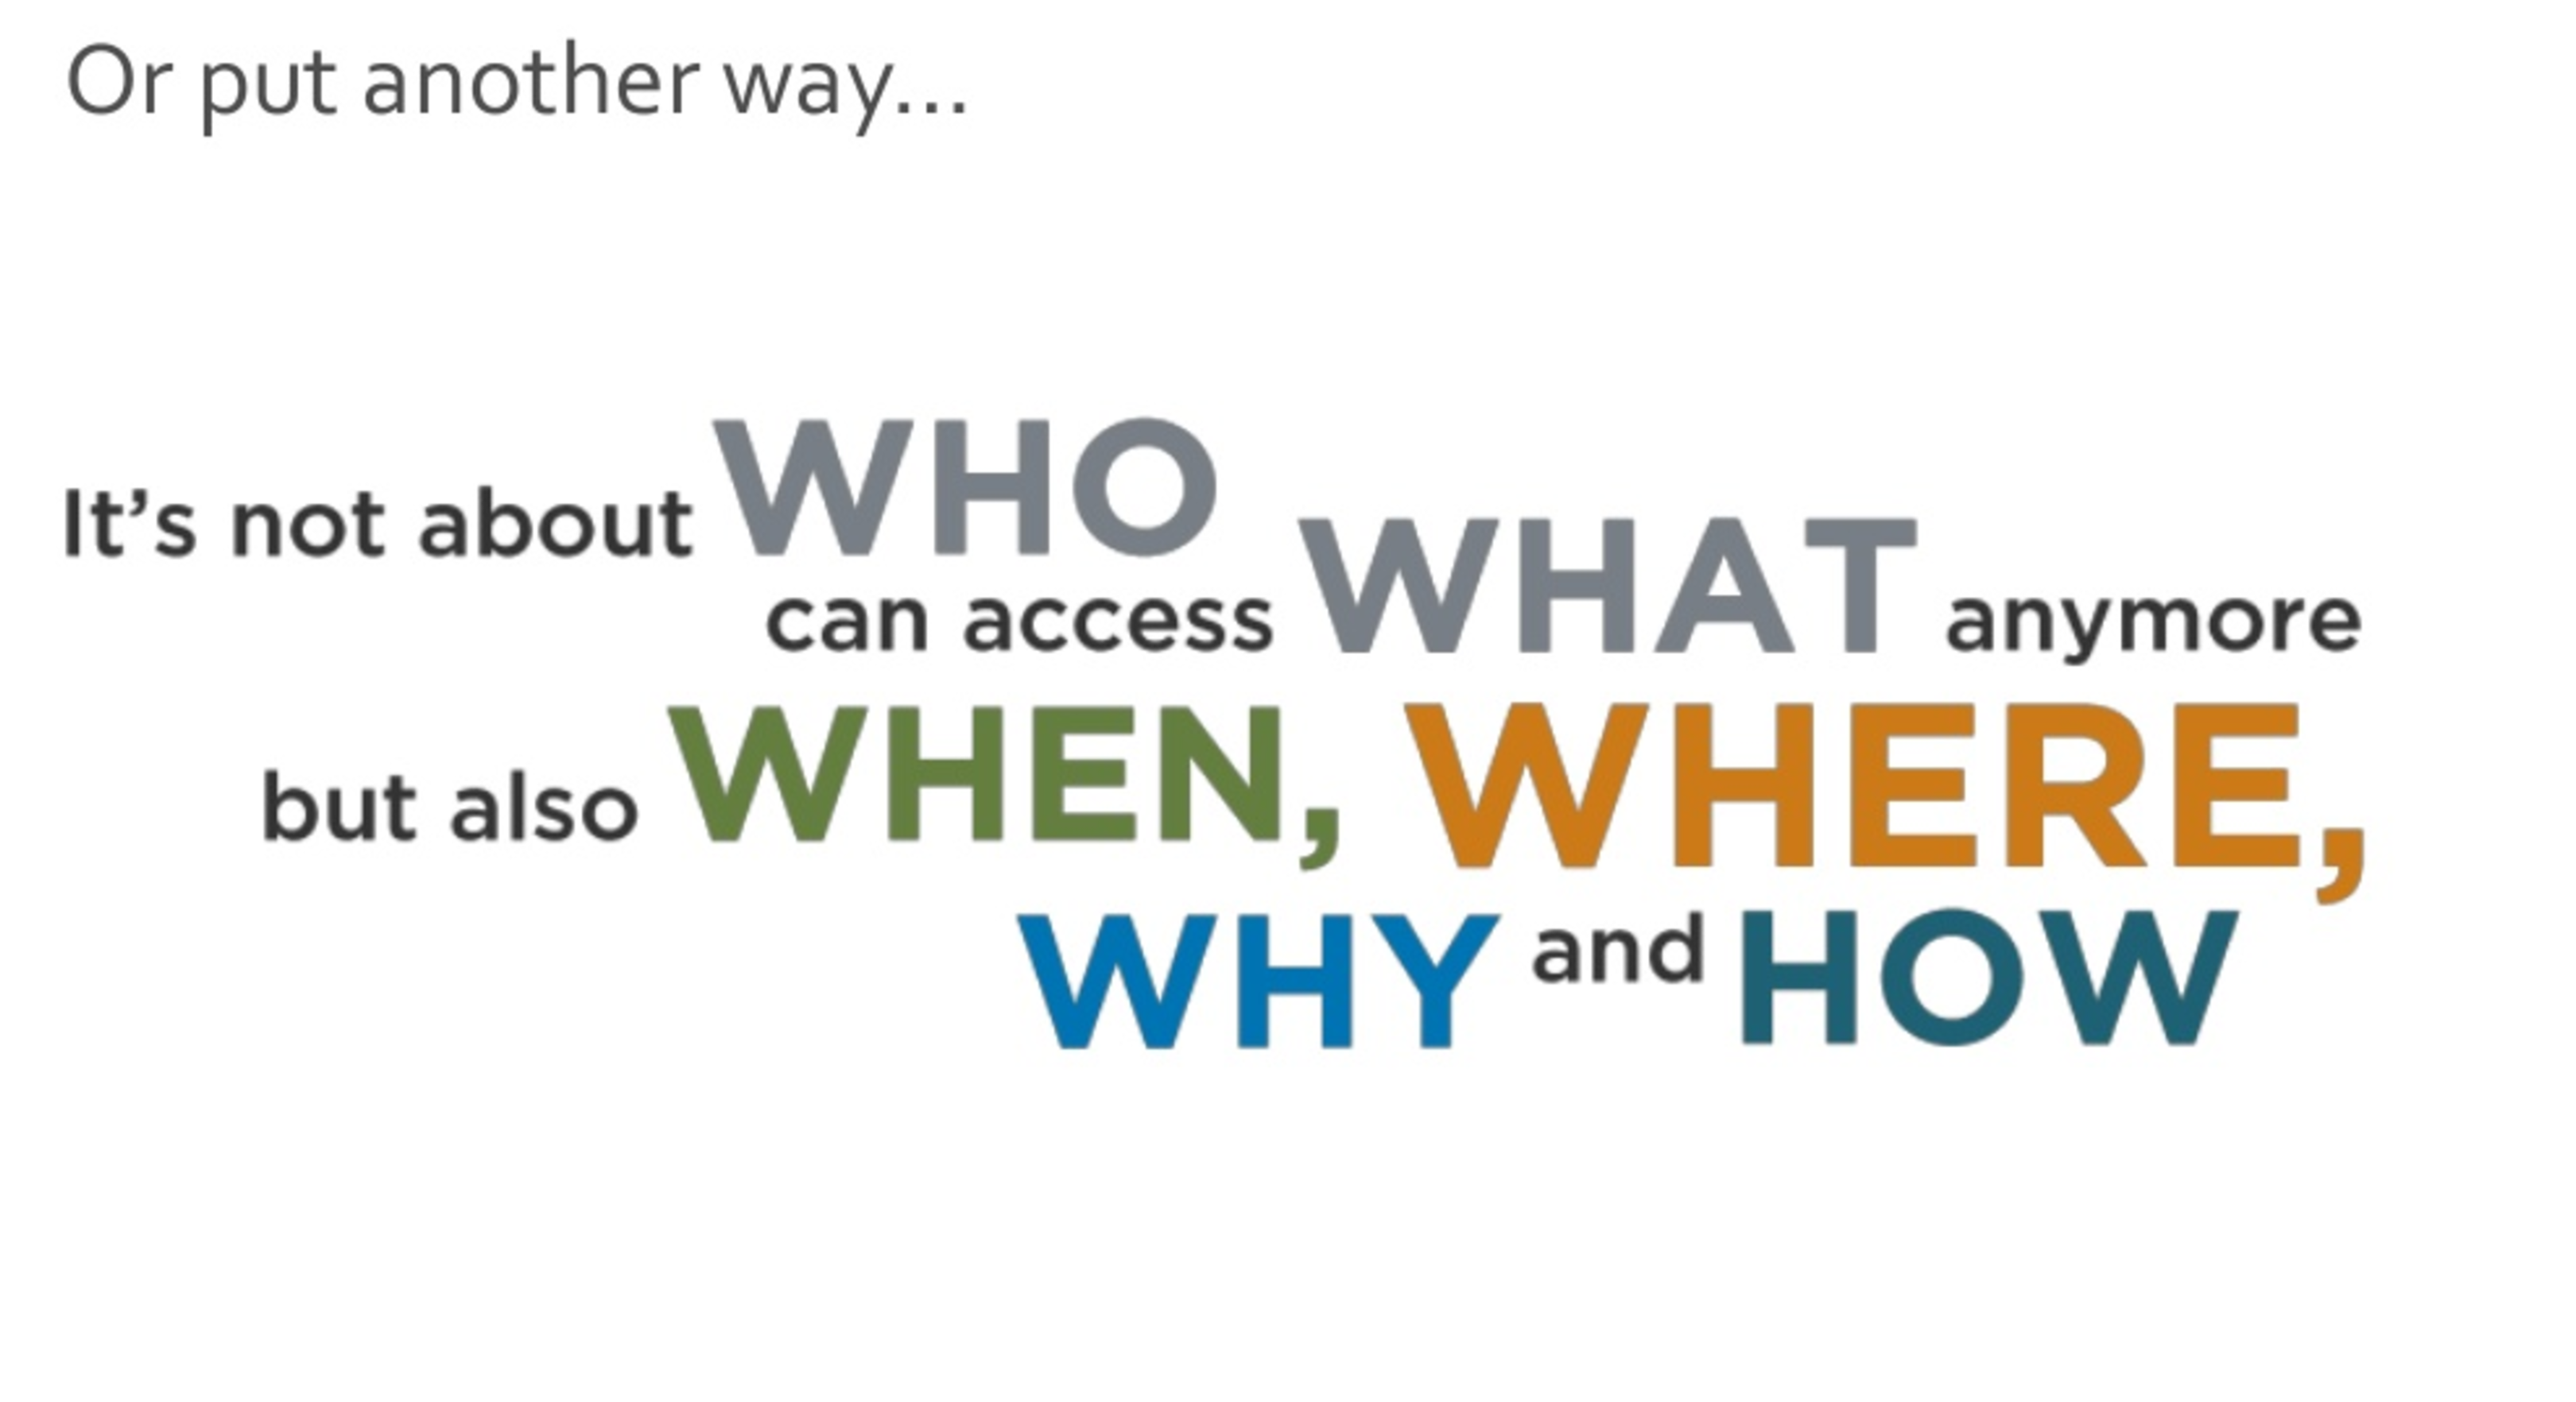 Or put another way...
It’s not about WHO
can access WHAT anymore
but also WHEN, WHERE,
WHY and HOW